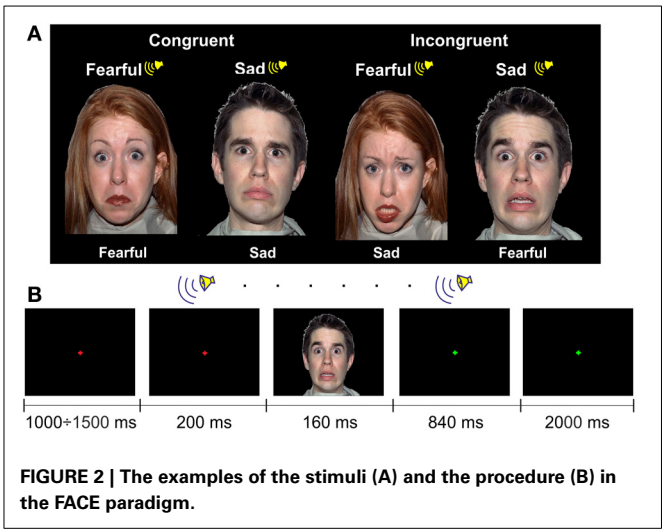 A
Congruent Incongruent
Fearful Sad Fearful Sad
Fearful Sad Sad Fearful
B
1000÷1500 ms 200 ms 160 ms 840 ms 2000 ms
FIGURE 2 | The examples of the stimuli (A) and the procedure (B) in
the FACE paradigm.